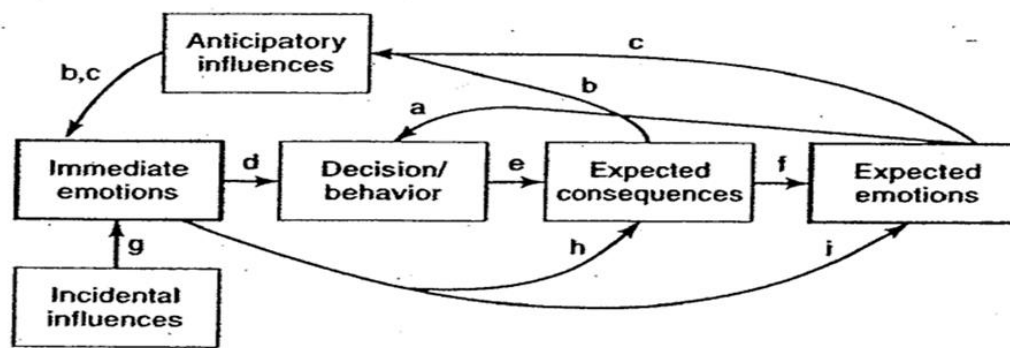 Anticipatory
influences
c
b,c
b
a
Immediate
emotions
d
Decision/
behavior
e
Expected
consequences
f
Expected
emotions
g
h
i
Incidental
influences